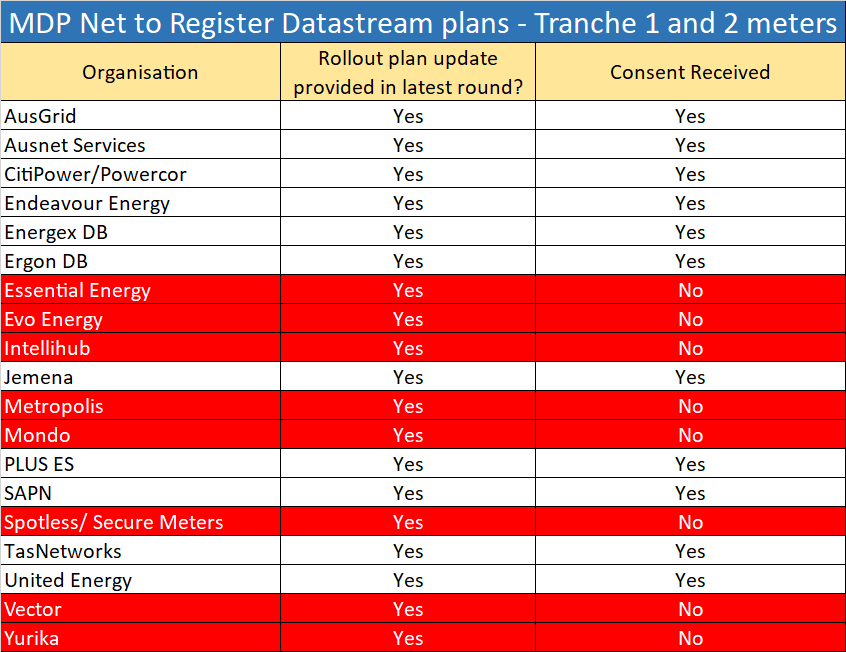 MDP Net to Register Datastream plans - Tranche 1 and 2 meters
Organisation Rollout plan update provided in latest round? Consent Received
AusGrid Yes Yes
Ausnet Services Yes Yes
CitiPower/Powercor Yes Yes
Endeavour Energy Yes Yes
Energex DB Yes Yes
Ergon DB Yes Yes
Essential Energy Yes No
Evo Energy Yes No
Intellihub Yes No
Jemena Yes Yes
Metropolis Yes No
Mondo Yes No
PLUS ES Yes Yes
SAPN Yes Yes
Spotless/ Secure Meters Yes No
TasNetworks Yes Yes
United Energy Yes Yes
Vector Yes No
Yurika Yes No